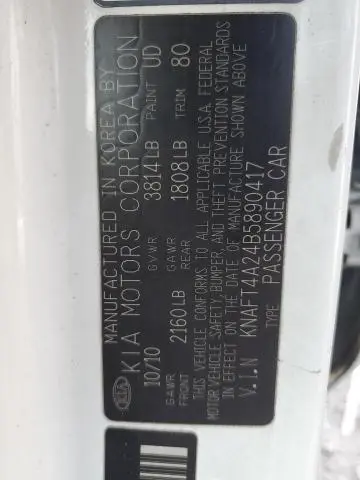 MANUFACTURED IN KOREA BY
KIA KIA MOTORS CORPORATION
10/10 GVWR 3814LB PAINT UD
GAWR FRONT 2160LB GAWR REAR 1808LB TRIM 80
THIS VEHICLE CONFORMS TO ALL APPLICABLE U.S.A. FEDERAL
MOTOR VEHICLE SAFETY, BUMPER, AND THEFT PREVENTION STANDARDS
IN EFFECT ON THE DATE OF MANUFACTURE SHOWN ABOVE
V.I.N KNAFT4A24B5890417
TYPE PASSENGER CAR